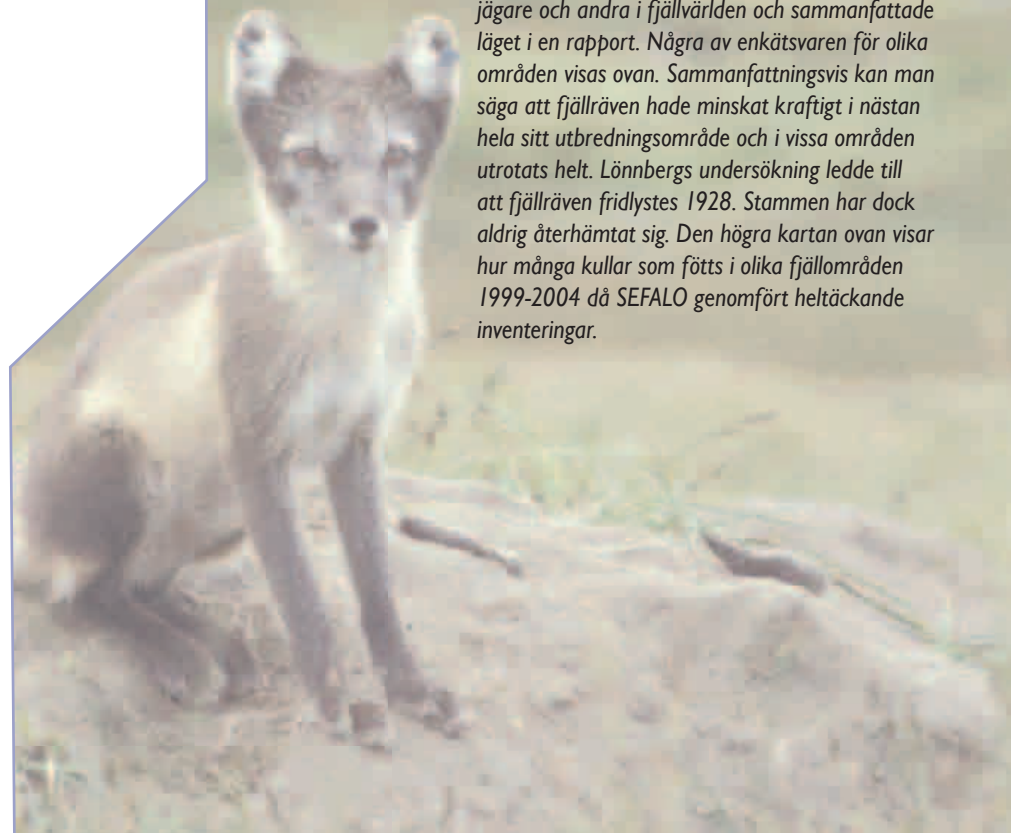 jägare och andra i fjällvärlden och sammanfattade
läget i en rapport. Några av enkätsvaren för olika
områden visas ovan. Sammanfattningsvis kan man
säga att fjällräven hade minskat kraftigt i nästan
hela sitt utbredningsområde och i vissa områden
utrotats helt. Lönnbergs undersökning ledde till
att fjällräven fridlystes 1928. Stammen har dock
aldrig återhämtat sig. Den högra kartan ovan visar
hur många kullar som fötts i olika fjällområden
1999-2004 då SEFALO genomfört heltäckande
inventeringar.